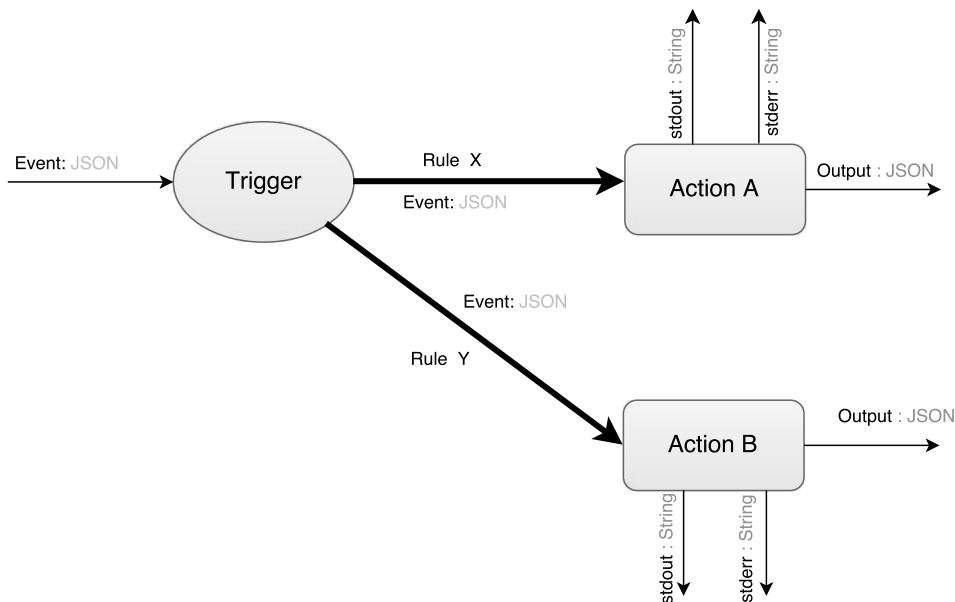 stdout : String
stderr : String
Event: JSON
Trigger
Rule X
Event: JSON
Action A
Output : JSON
Event: JSON
Rule Y
Action B
Output : JSON
stdout : String
stderr : String